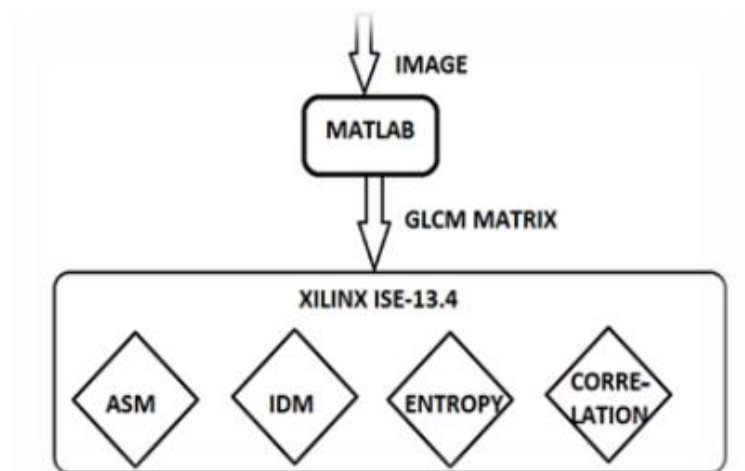 IMAGE
MATLAB
GLCM MATRIX
XILINX ISE-13.4
ASM
IDM
ENTROPY
CORRE-
LATION